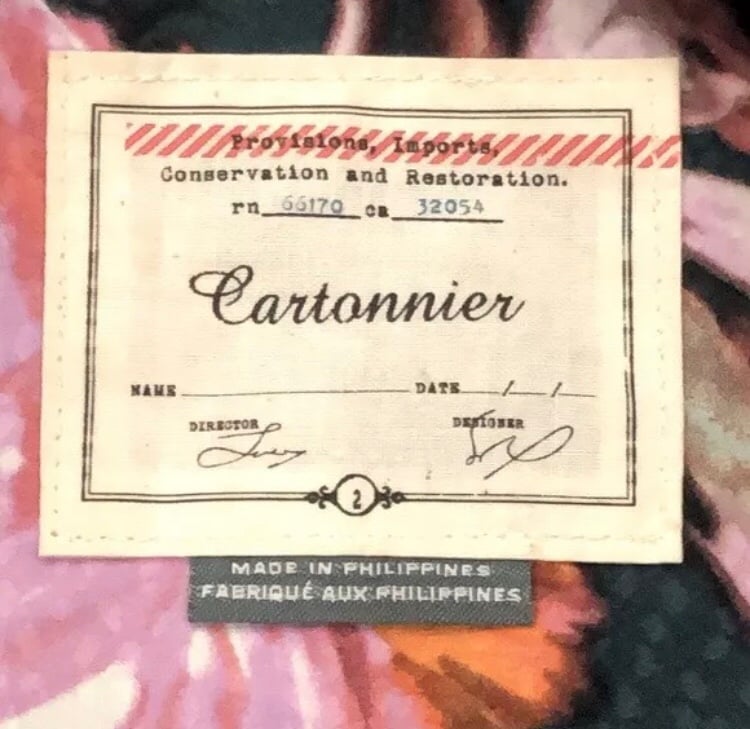 Provisions, Imports,
Conservation and Restoration.
rn 66170 ca 32054
Cartonnier
NAME DATE / /
DIRECTOR DESIGNER
2
MADE IN PHILIPPINES
FABRIQUÉ AUX PHILIPPINES